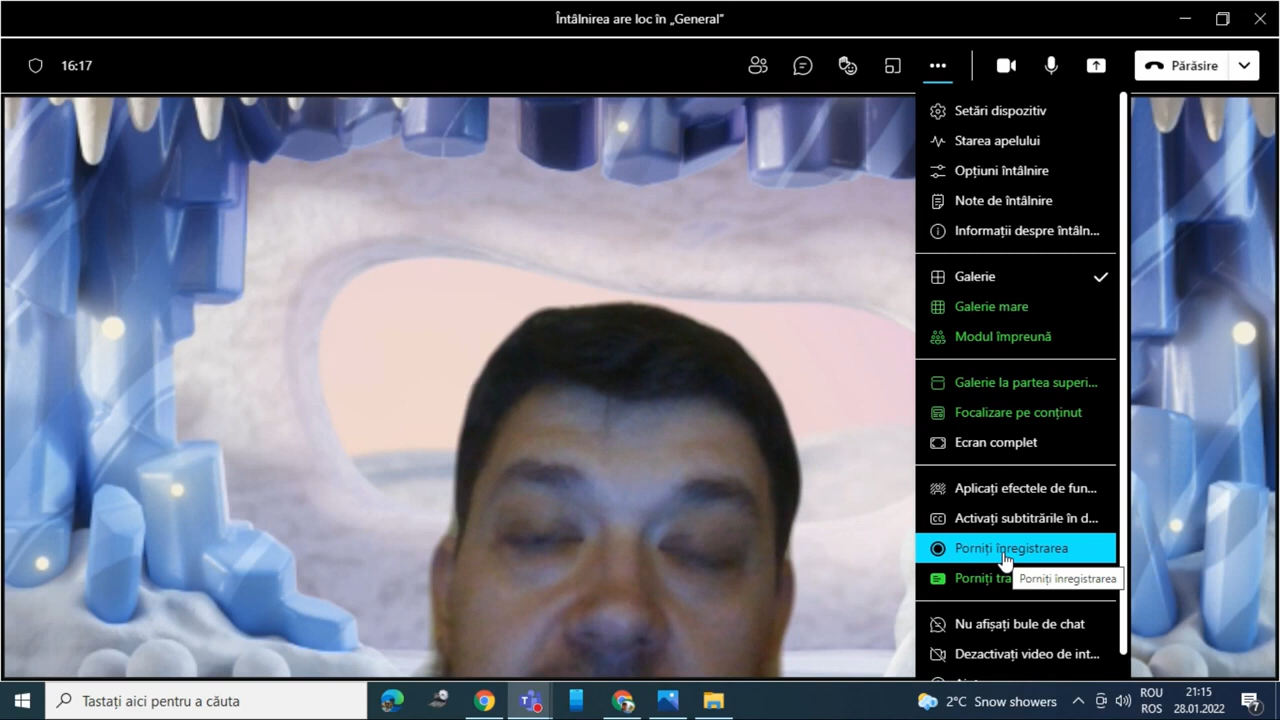 Întâlnirea are loc în „General”
16:17
Părăsire
Setări dispozitiv
Starea apelului
Opțiuni întâlnire
Note de întâlnire
Informații despre întâln...
Galerie
Galerie mare
Modul împreună
Galerie la partea superi...
Focalizare pe conținut
Ecran complet
Aplicați efectele de fun...
Activați subtitrările în d...
Porniți înregistrarea
Porniți tra
Porniți înregistrarea
Nu afișați bule de chat
Dezactivați video de int...
Tastați aici pentru a căuta
2°C Snow showers
ROU
ROS
21:15
28.01.2022
7